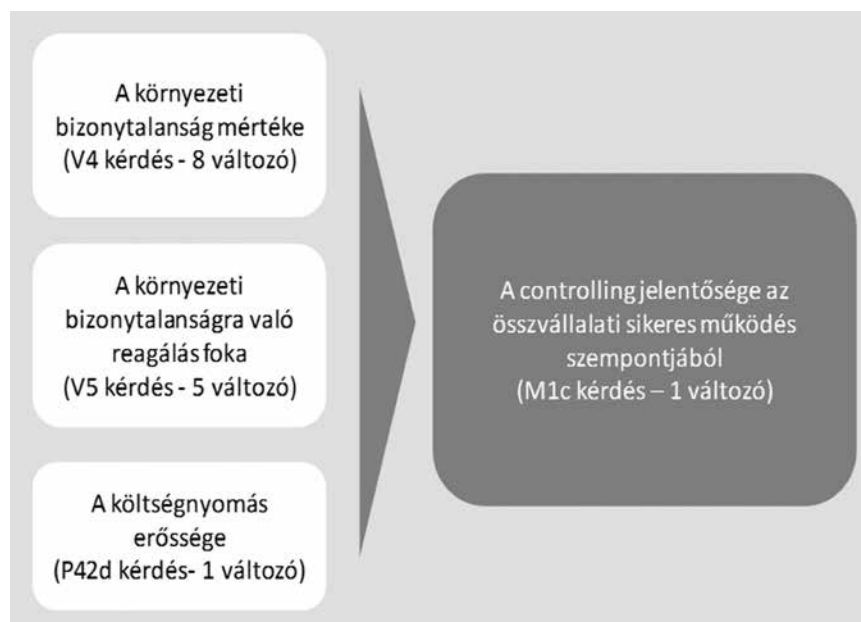 A környezeti
bizonytalanság mértéke
(V4 kérdés - 8 változó)
A környezeti
bizonytalanságra való
reagálás foka
(V5 kérdés - 5 változó)
A költségnyomás
erőssége
(P42d kérdés- 1 változó)
A controlling jelentősége az
összvállalati sikeres működés
szempontjából
(M1c kérdés – 1 változó)